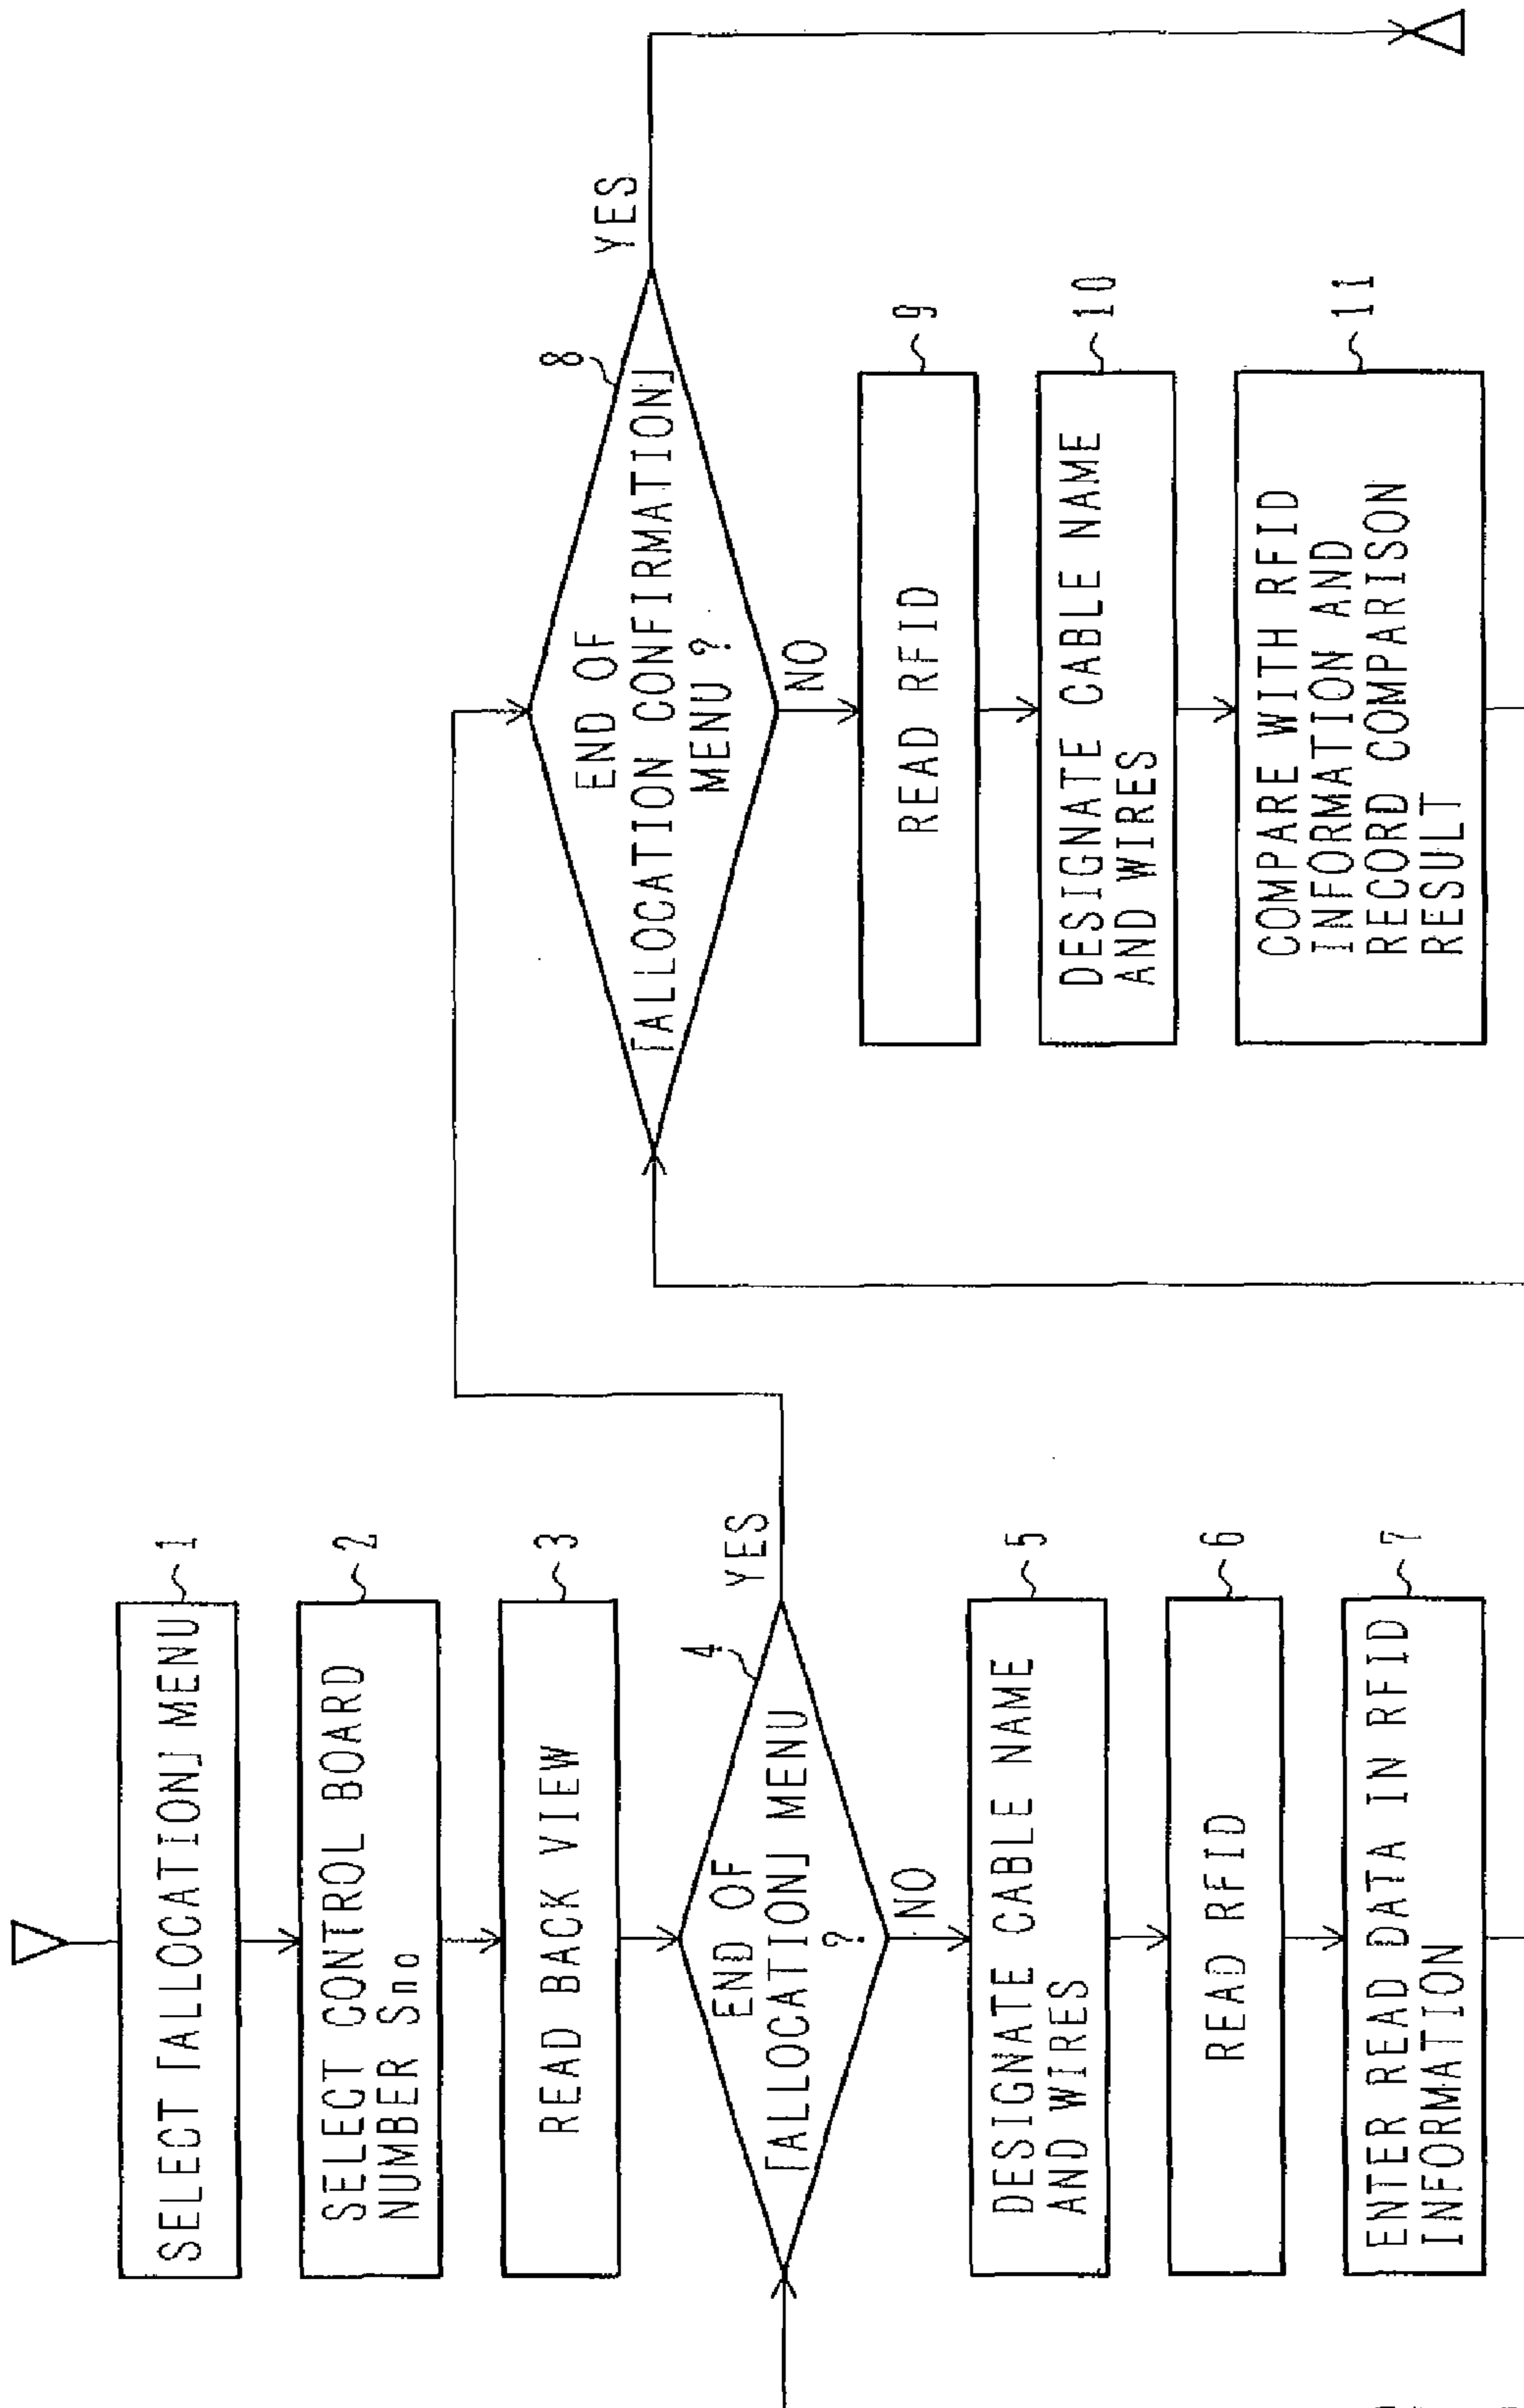 SELECT「ALLOCATION」MENU
1
SELECT CONTROL BOARD
NUMBER Sno
2
READ BACK VIEW
3
END OF
「ALLOCATION」MENU
?
4
YES
NO
DESIGNATE CABLE NAME
AND WIRES
5
READ RFID
6
ENTER READ DATA IN RFID
INFORMATION
7
END OF
「ALLOCATION CONFIRMATION」
MENU ?
8
YES
NO
READ RFID
9
DESIGNATE CABLE NAME
AND WIRES
10
COMPARE WITH RFID
INFORMATION AND
RECORD COMPARISON
RESULT
11